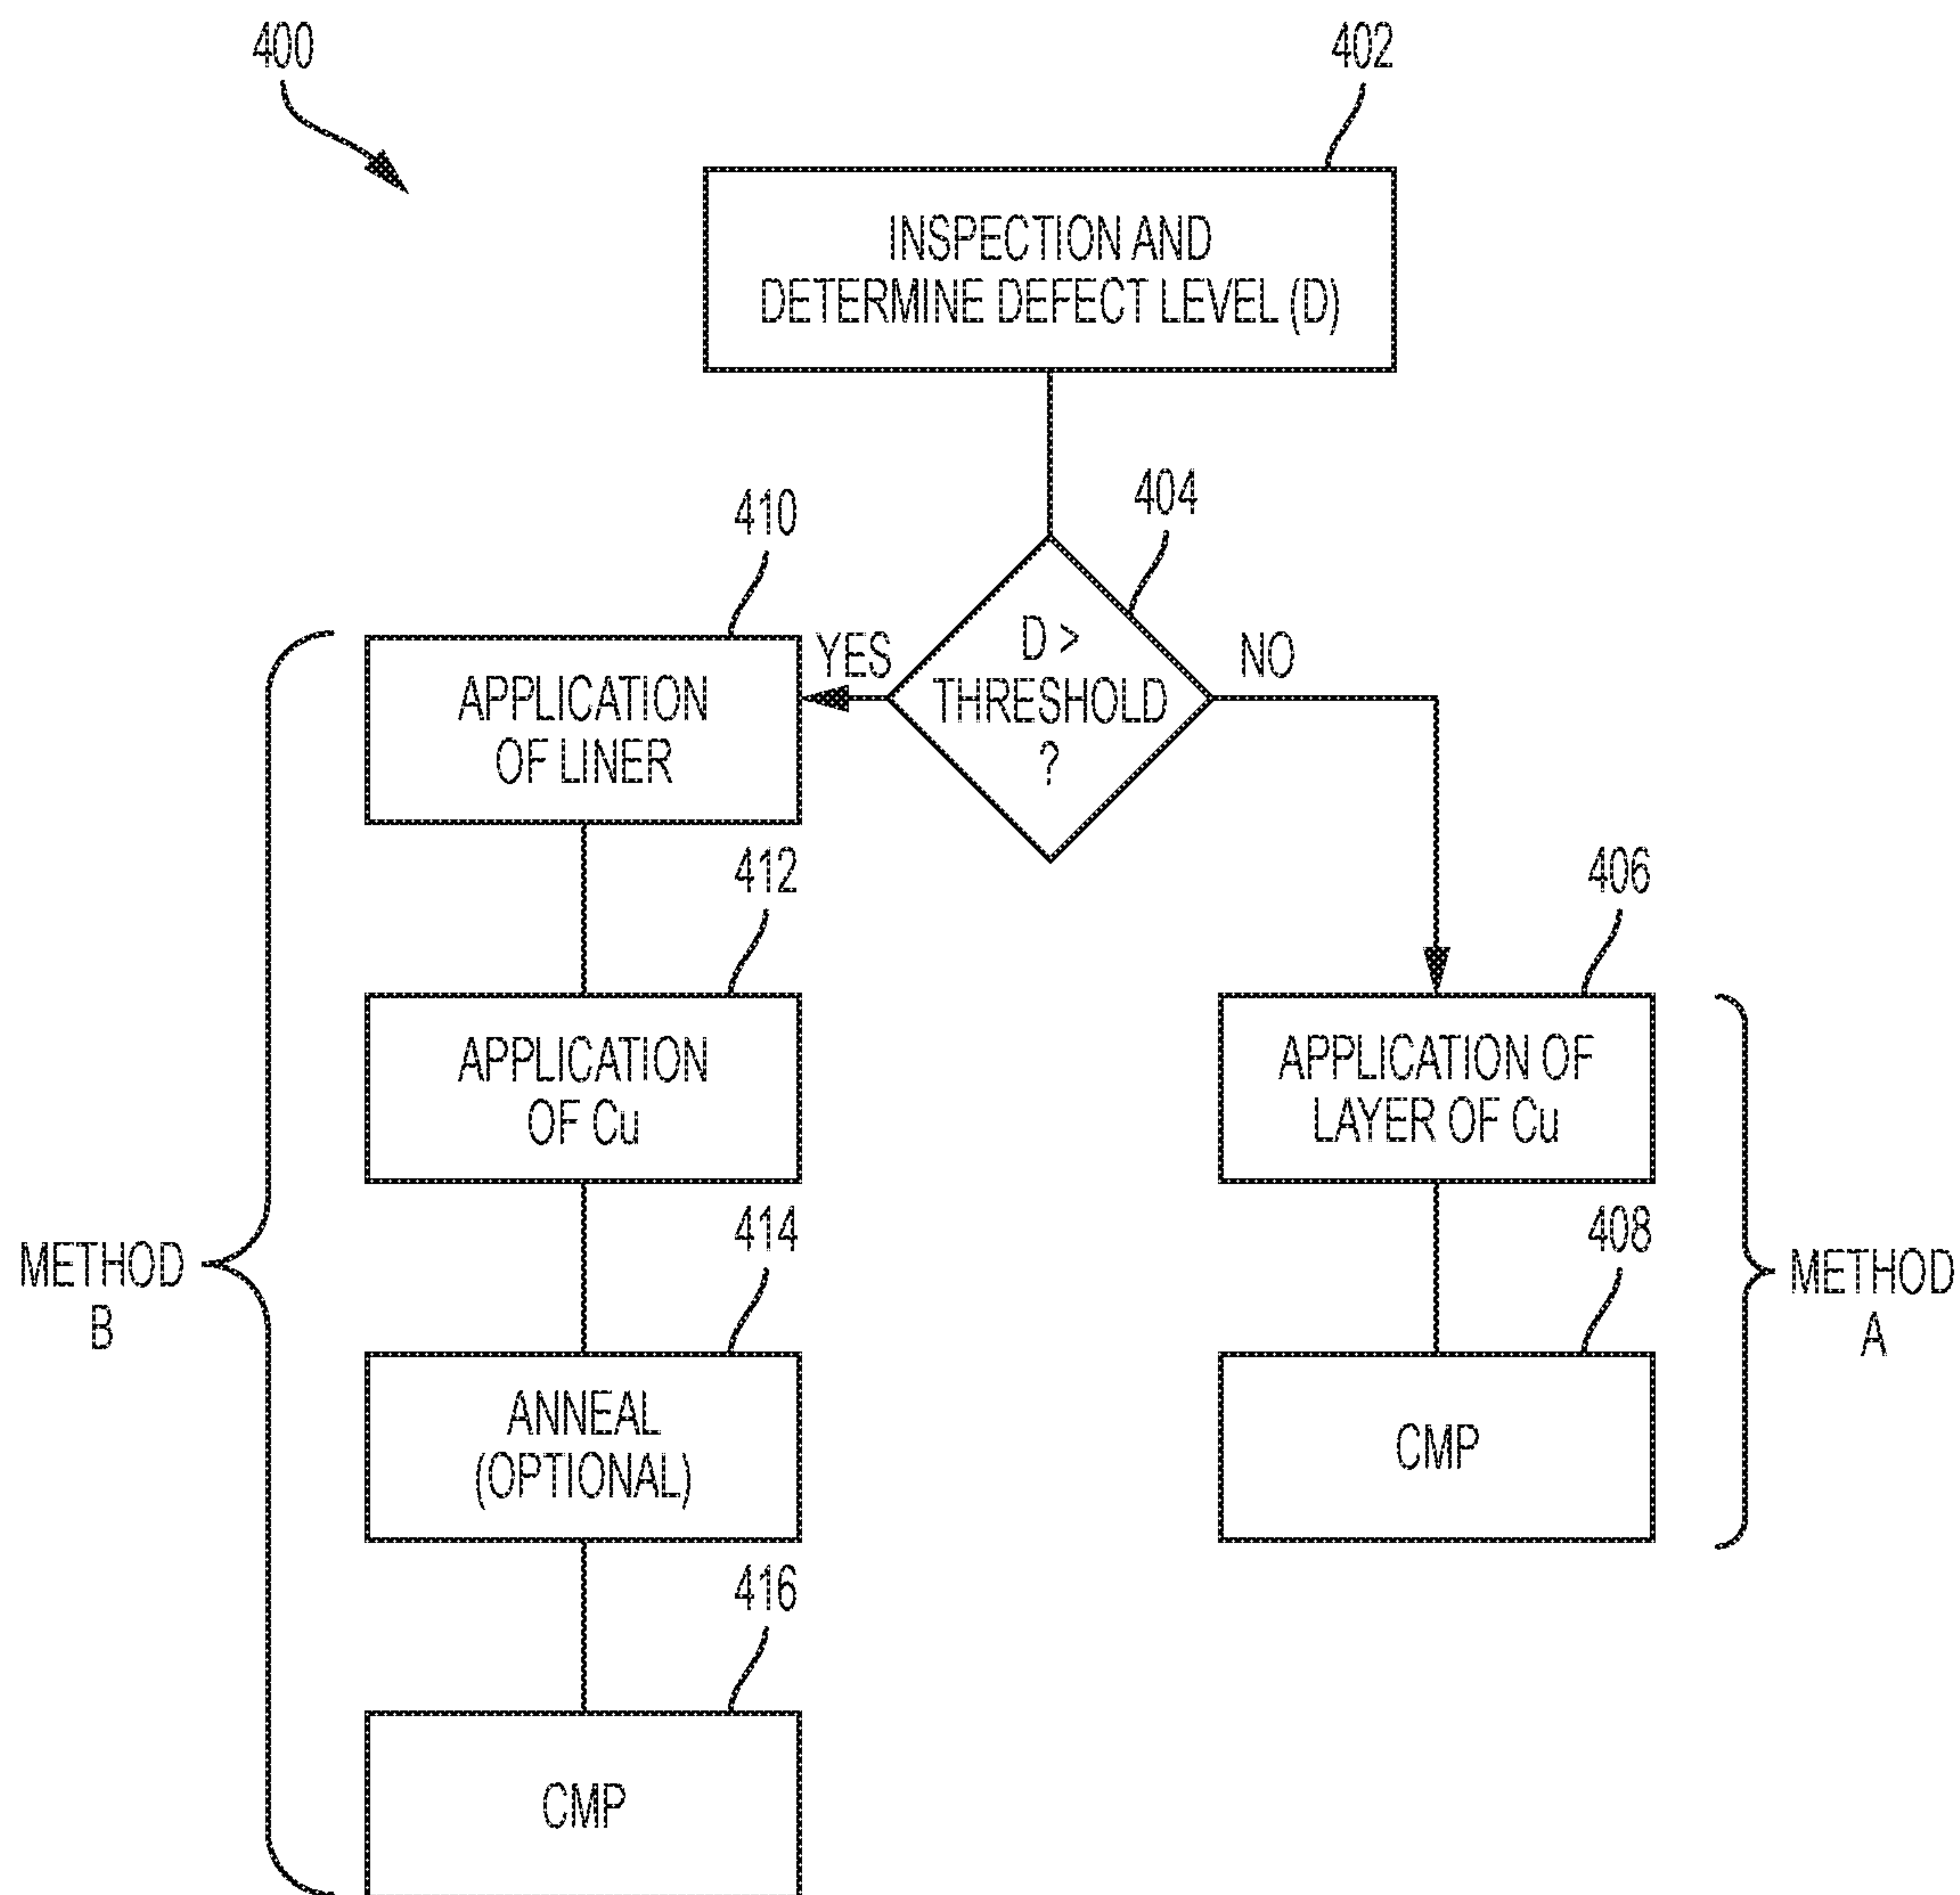 400
402
INSPECTION AND
DETERMINE DEFECT LEVEL (D)
404
D >
THRESHOLD
?
YES
NO
410
APPLICATION
OF LINER
412
APPLICATION
OF Cu
414
ANNEAL
(OPTIONAL)
416
CMP
METHOD
B
406
APPLICATION OF
LAYER OF Cu
408
CMP
METHOD
A